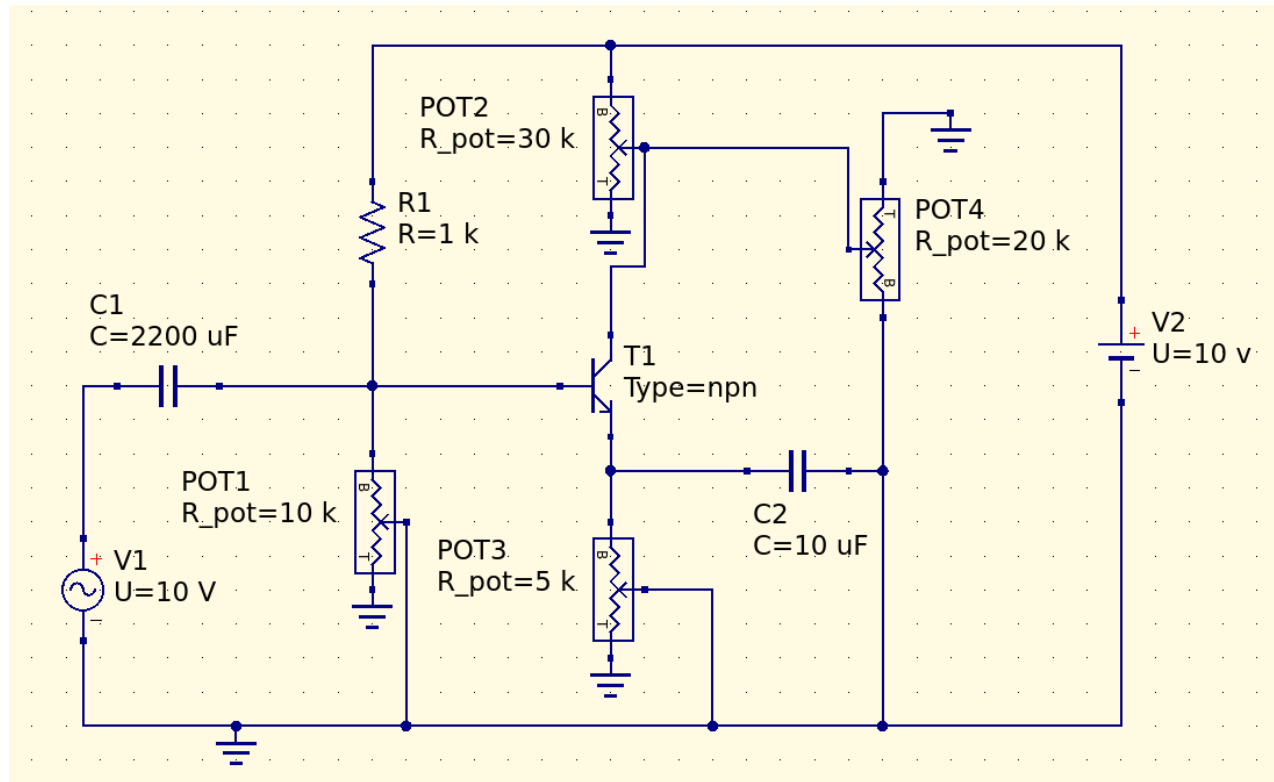 POT2
R_pot=30 k
B
T
R1
R=1 k
POT4
R_pot=20 k
T
B
C1
C=2200 uF
V2
U=10 v
+
−
T1
Type=npn
POT1
R_pot=10 k
B
T
C2
C=10 uF
POT3
R_pot=5 k
B
T
V1
U=10 V
+
−